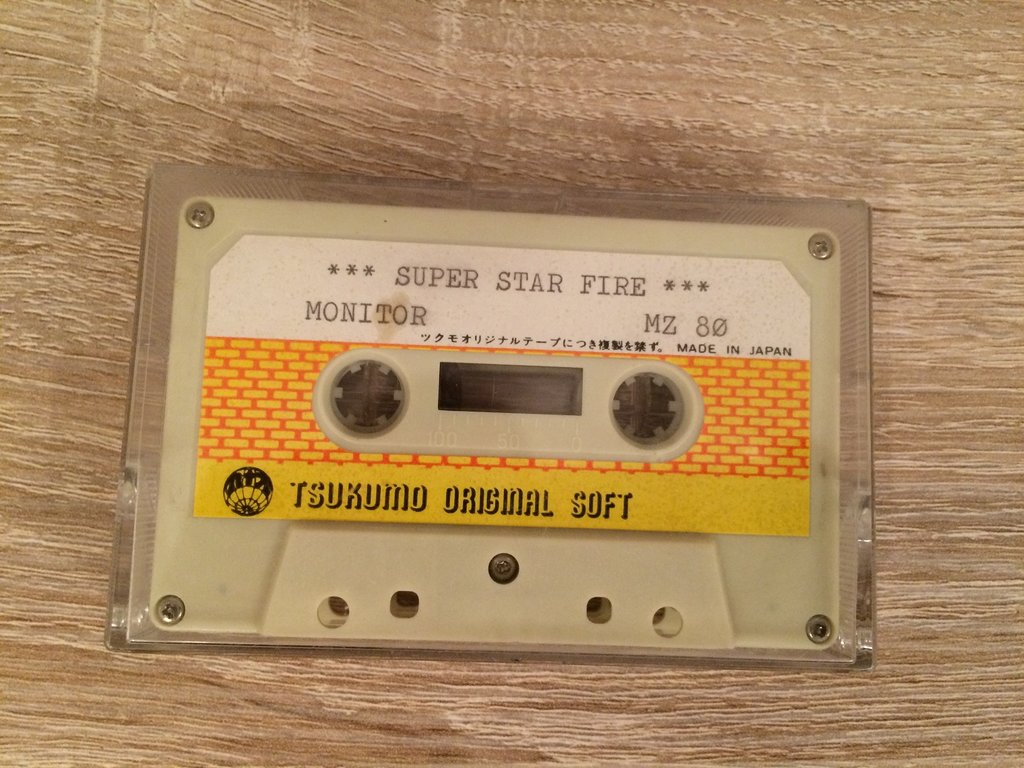 *** SUPER STAR FIRE ***
MONITOR MZ 80
ツクモオリジナルテープにつき複製を禁ず。 MADE IN JAPAN
100 50 0
TSUKUMO ORIGINAL SOFT